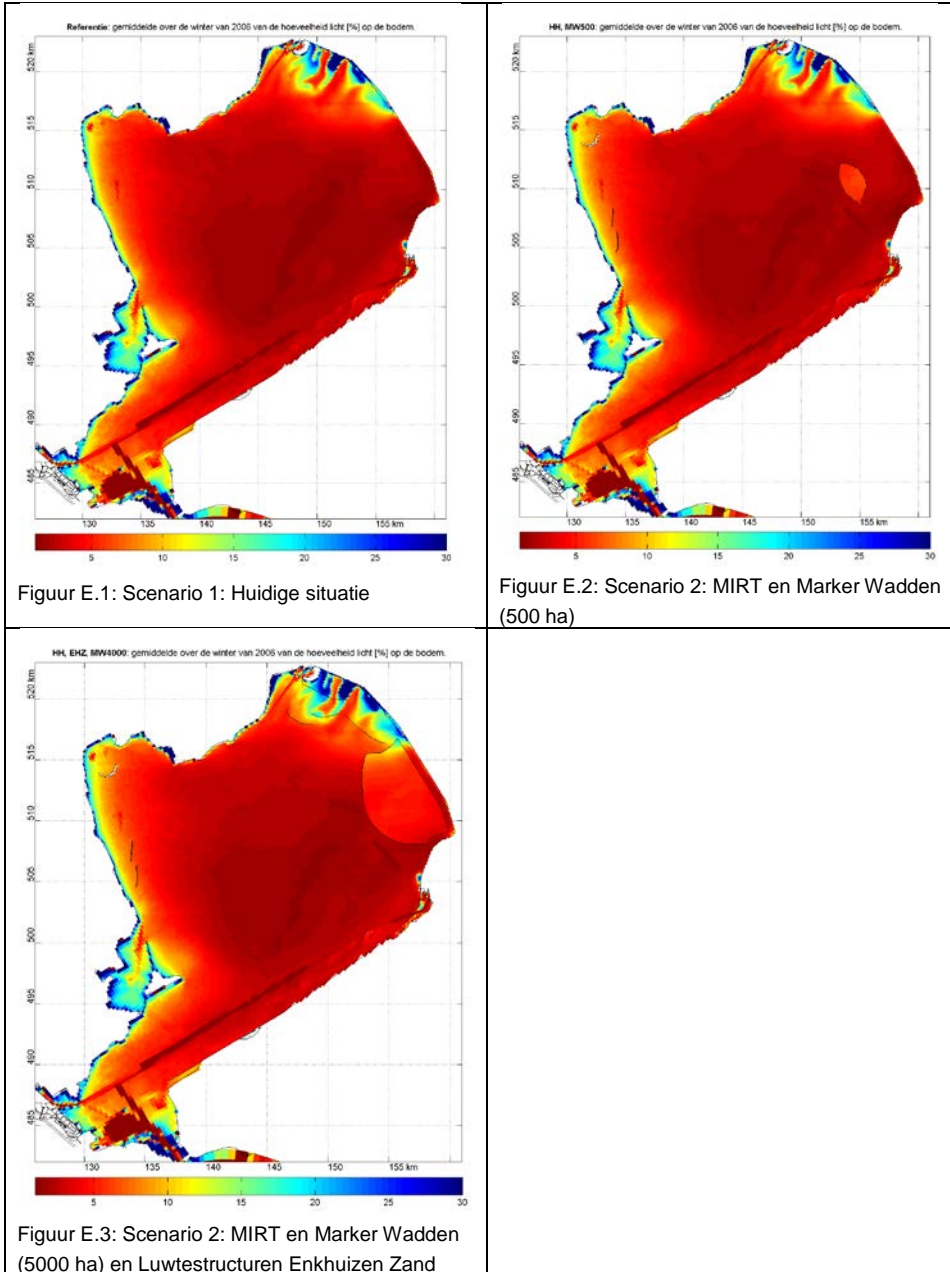 Referentie: gemiddelde over de winter van 2006 van de hoeveelheid licht [%] op de bodem.
520 km
515
510
505
500
495
490
485
130 135 140 145 150 155 km
5 10 15 20 25 30
Figuur E.1: Scenario 1: Huidige situatie
HH, MW500: gemiddelde over de winter van 2006 van de hoeveelheid licht [%] op de bodem.
520 km
515
510
505
500
495
490
485
130 135 140 145 150 155 km
5 10 15 20 25 30
Figuur E.2: Scenario 2: MIRT en Marker Wadden
(500 ha)
HH, EHZ, MW4000: gemiddelde over de winter van 2006 van de hoeveelheid licht [%] op de bodem.
520 km
515
510
505
500
495
490
485
130 135 140 145 150 155 km
5 10 15 20 25 30
Figuur E.3: Scenario 2: MIRT en Marker Wadden
(5000 ha) en Luwtestructuren Enkhuizen Zand